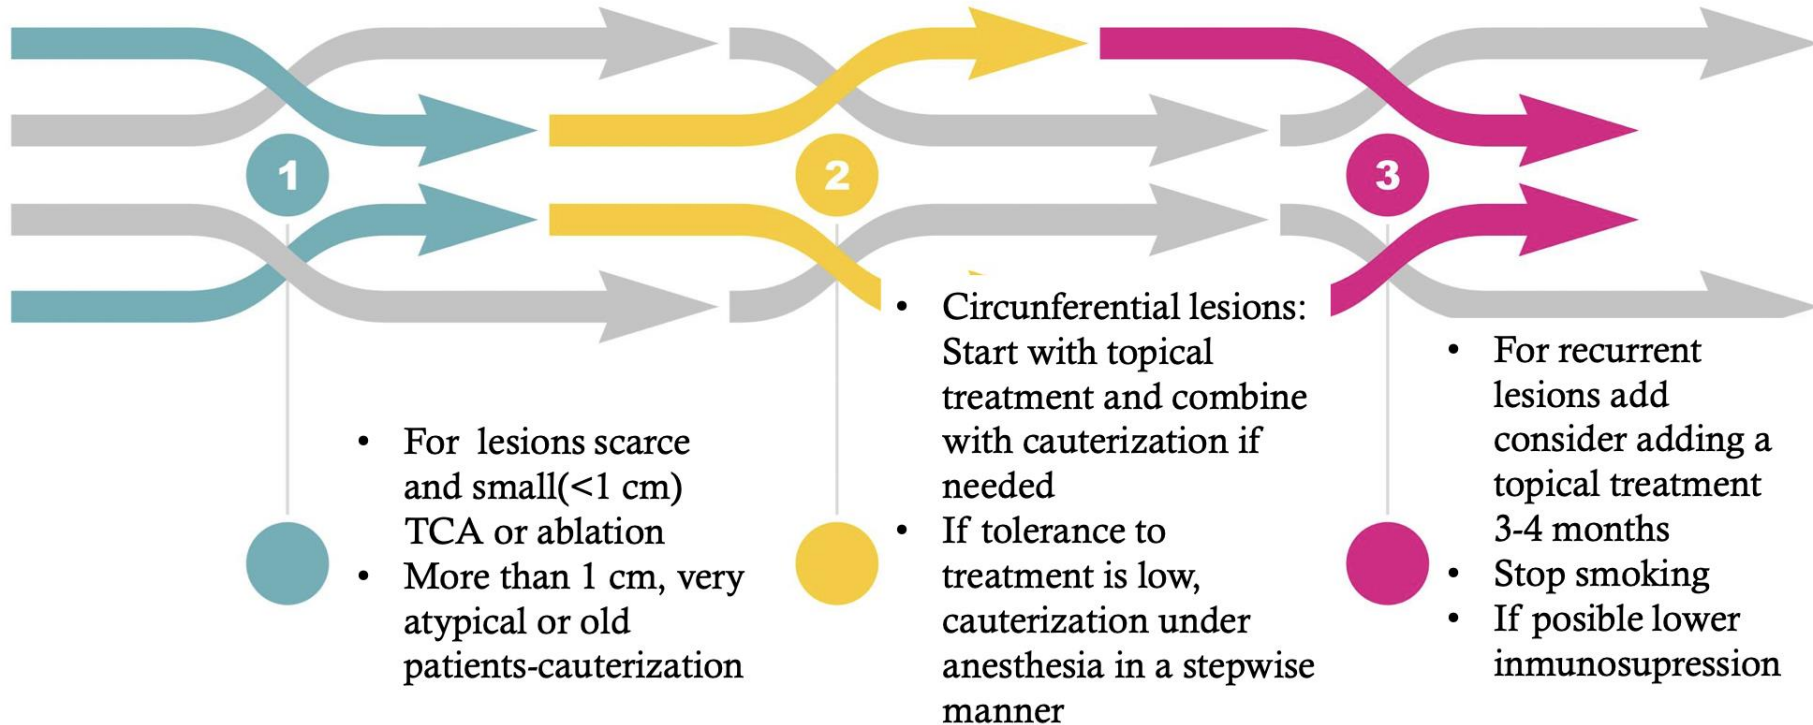 1
2
3
• For lesions scarce
and small(<1 cm)
TCA or ablation
• More than 1 cm, very
atypical or old
patients-cauterization
• Circunferential lesions:
Start with topical
treatment and combine
with cauterization if
needed
• If tolerance to
treatment is low,
cauterization under
anesthesia in a stepwise
manner
• For recurrent
lesions add
consider adding a
topical treatment
3-4 months
• Stop smoking
• If posible lower
inmunosupression